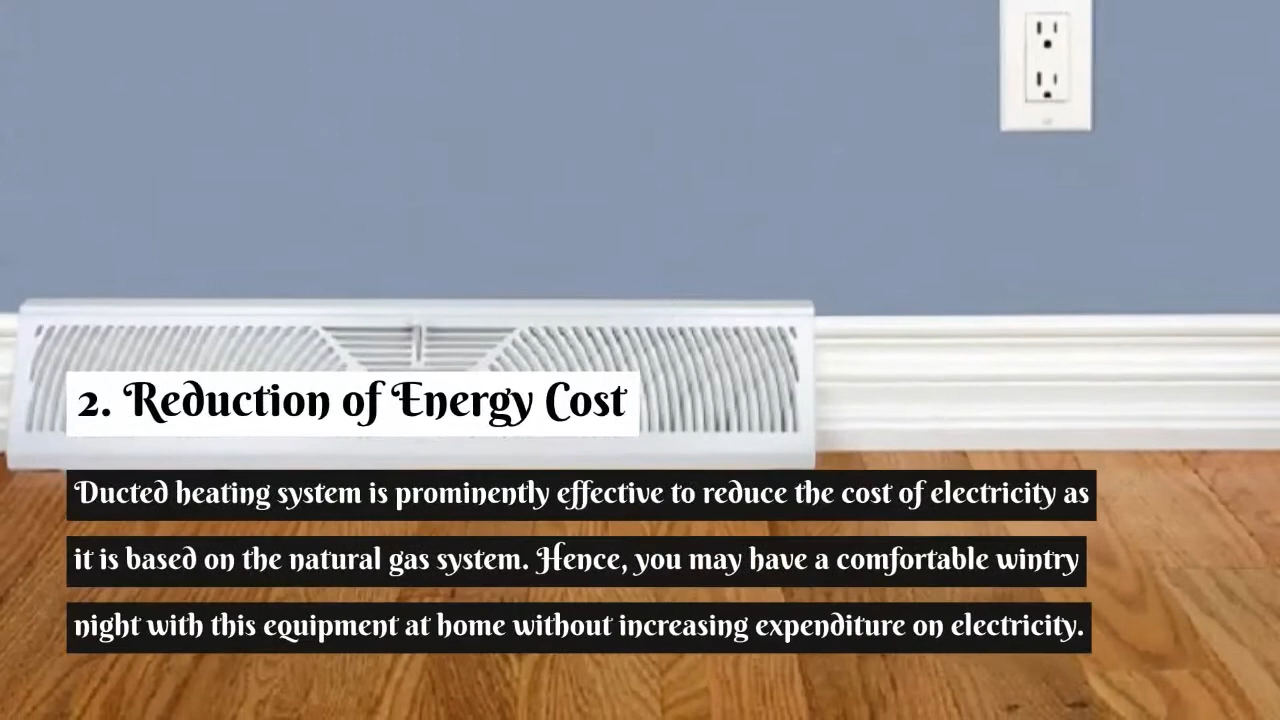 2. Reduction of Energy Cost
Ducted heating system is prominently effective to reduce the cost of electricity as
it is based on the natural gas system. Hence, you may have a comfortable wintry
night with this equipment at home without increasing expenditure on electricity.